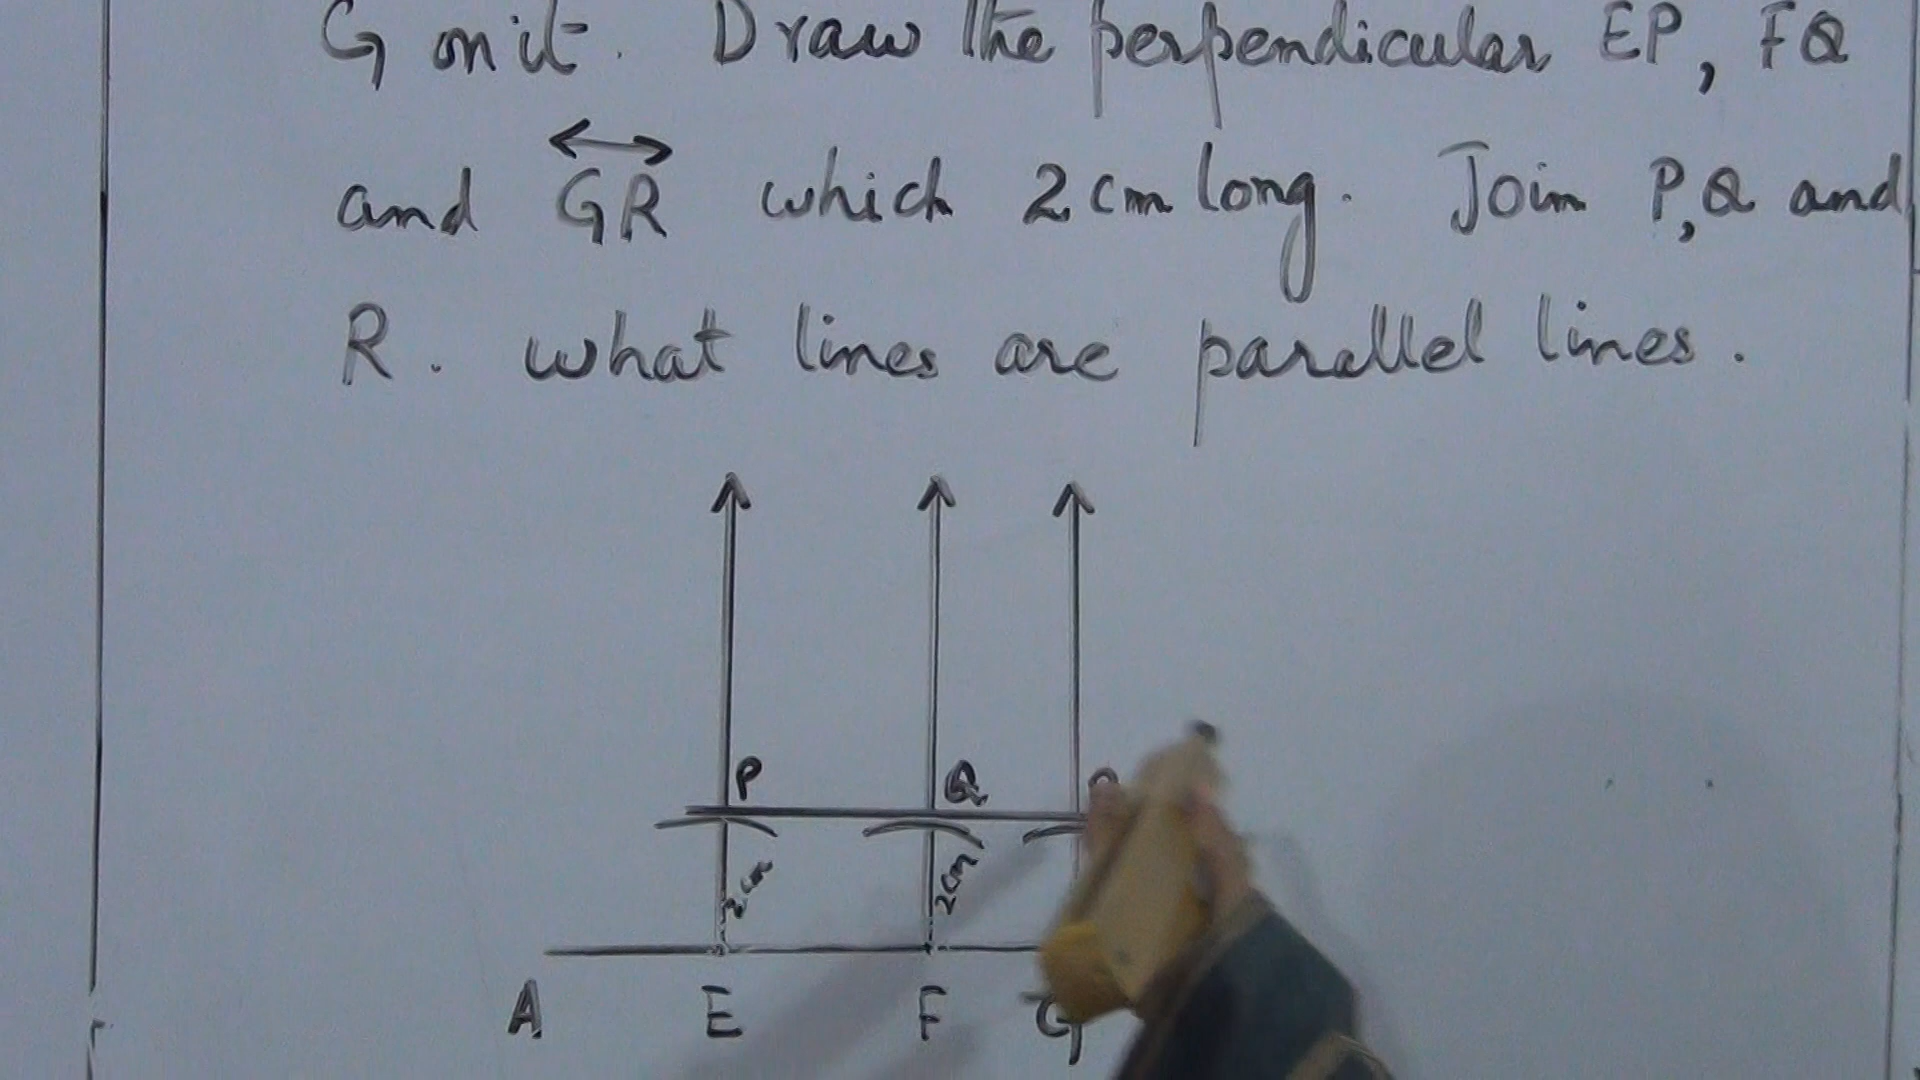 G on it. Draw the perpendicular EP, FQ
and GR which 2 cm long. Join P, Q and
R. what lines are parallel lines.
P Q
2cm 2cm
A E F G